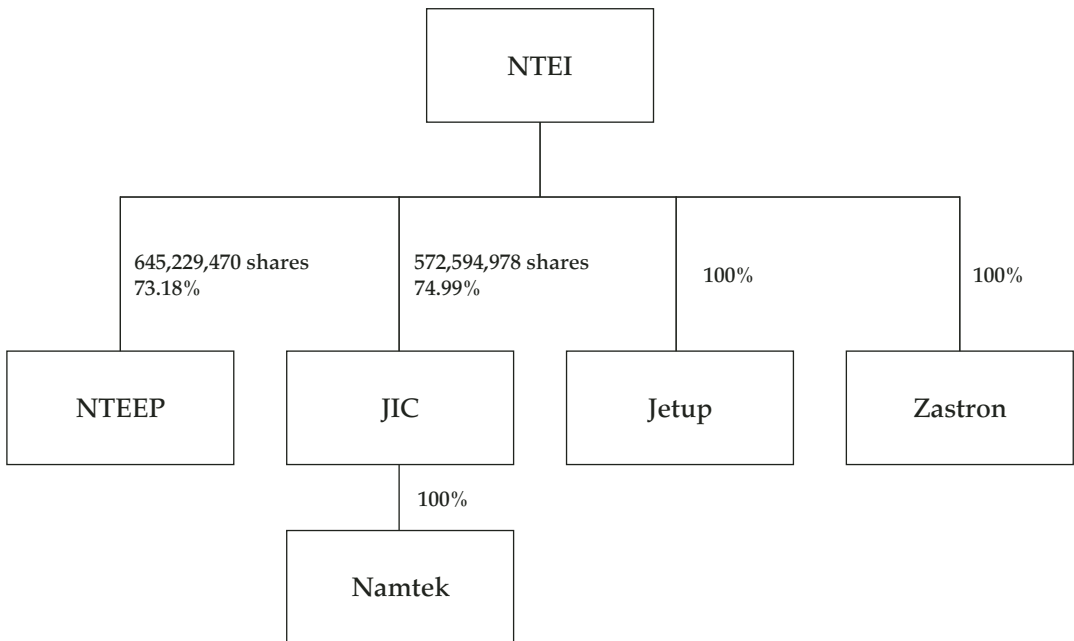 NTEI
645,229,470 shares
73.18%
572,594,978 shares
74.99%
100%
100%
NTEEP
JIC
Jetup
Zastron
100%
Namtek